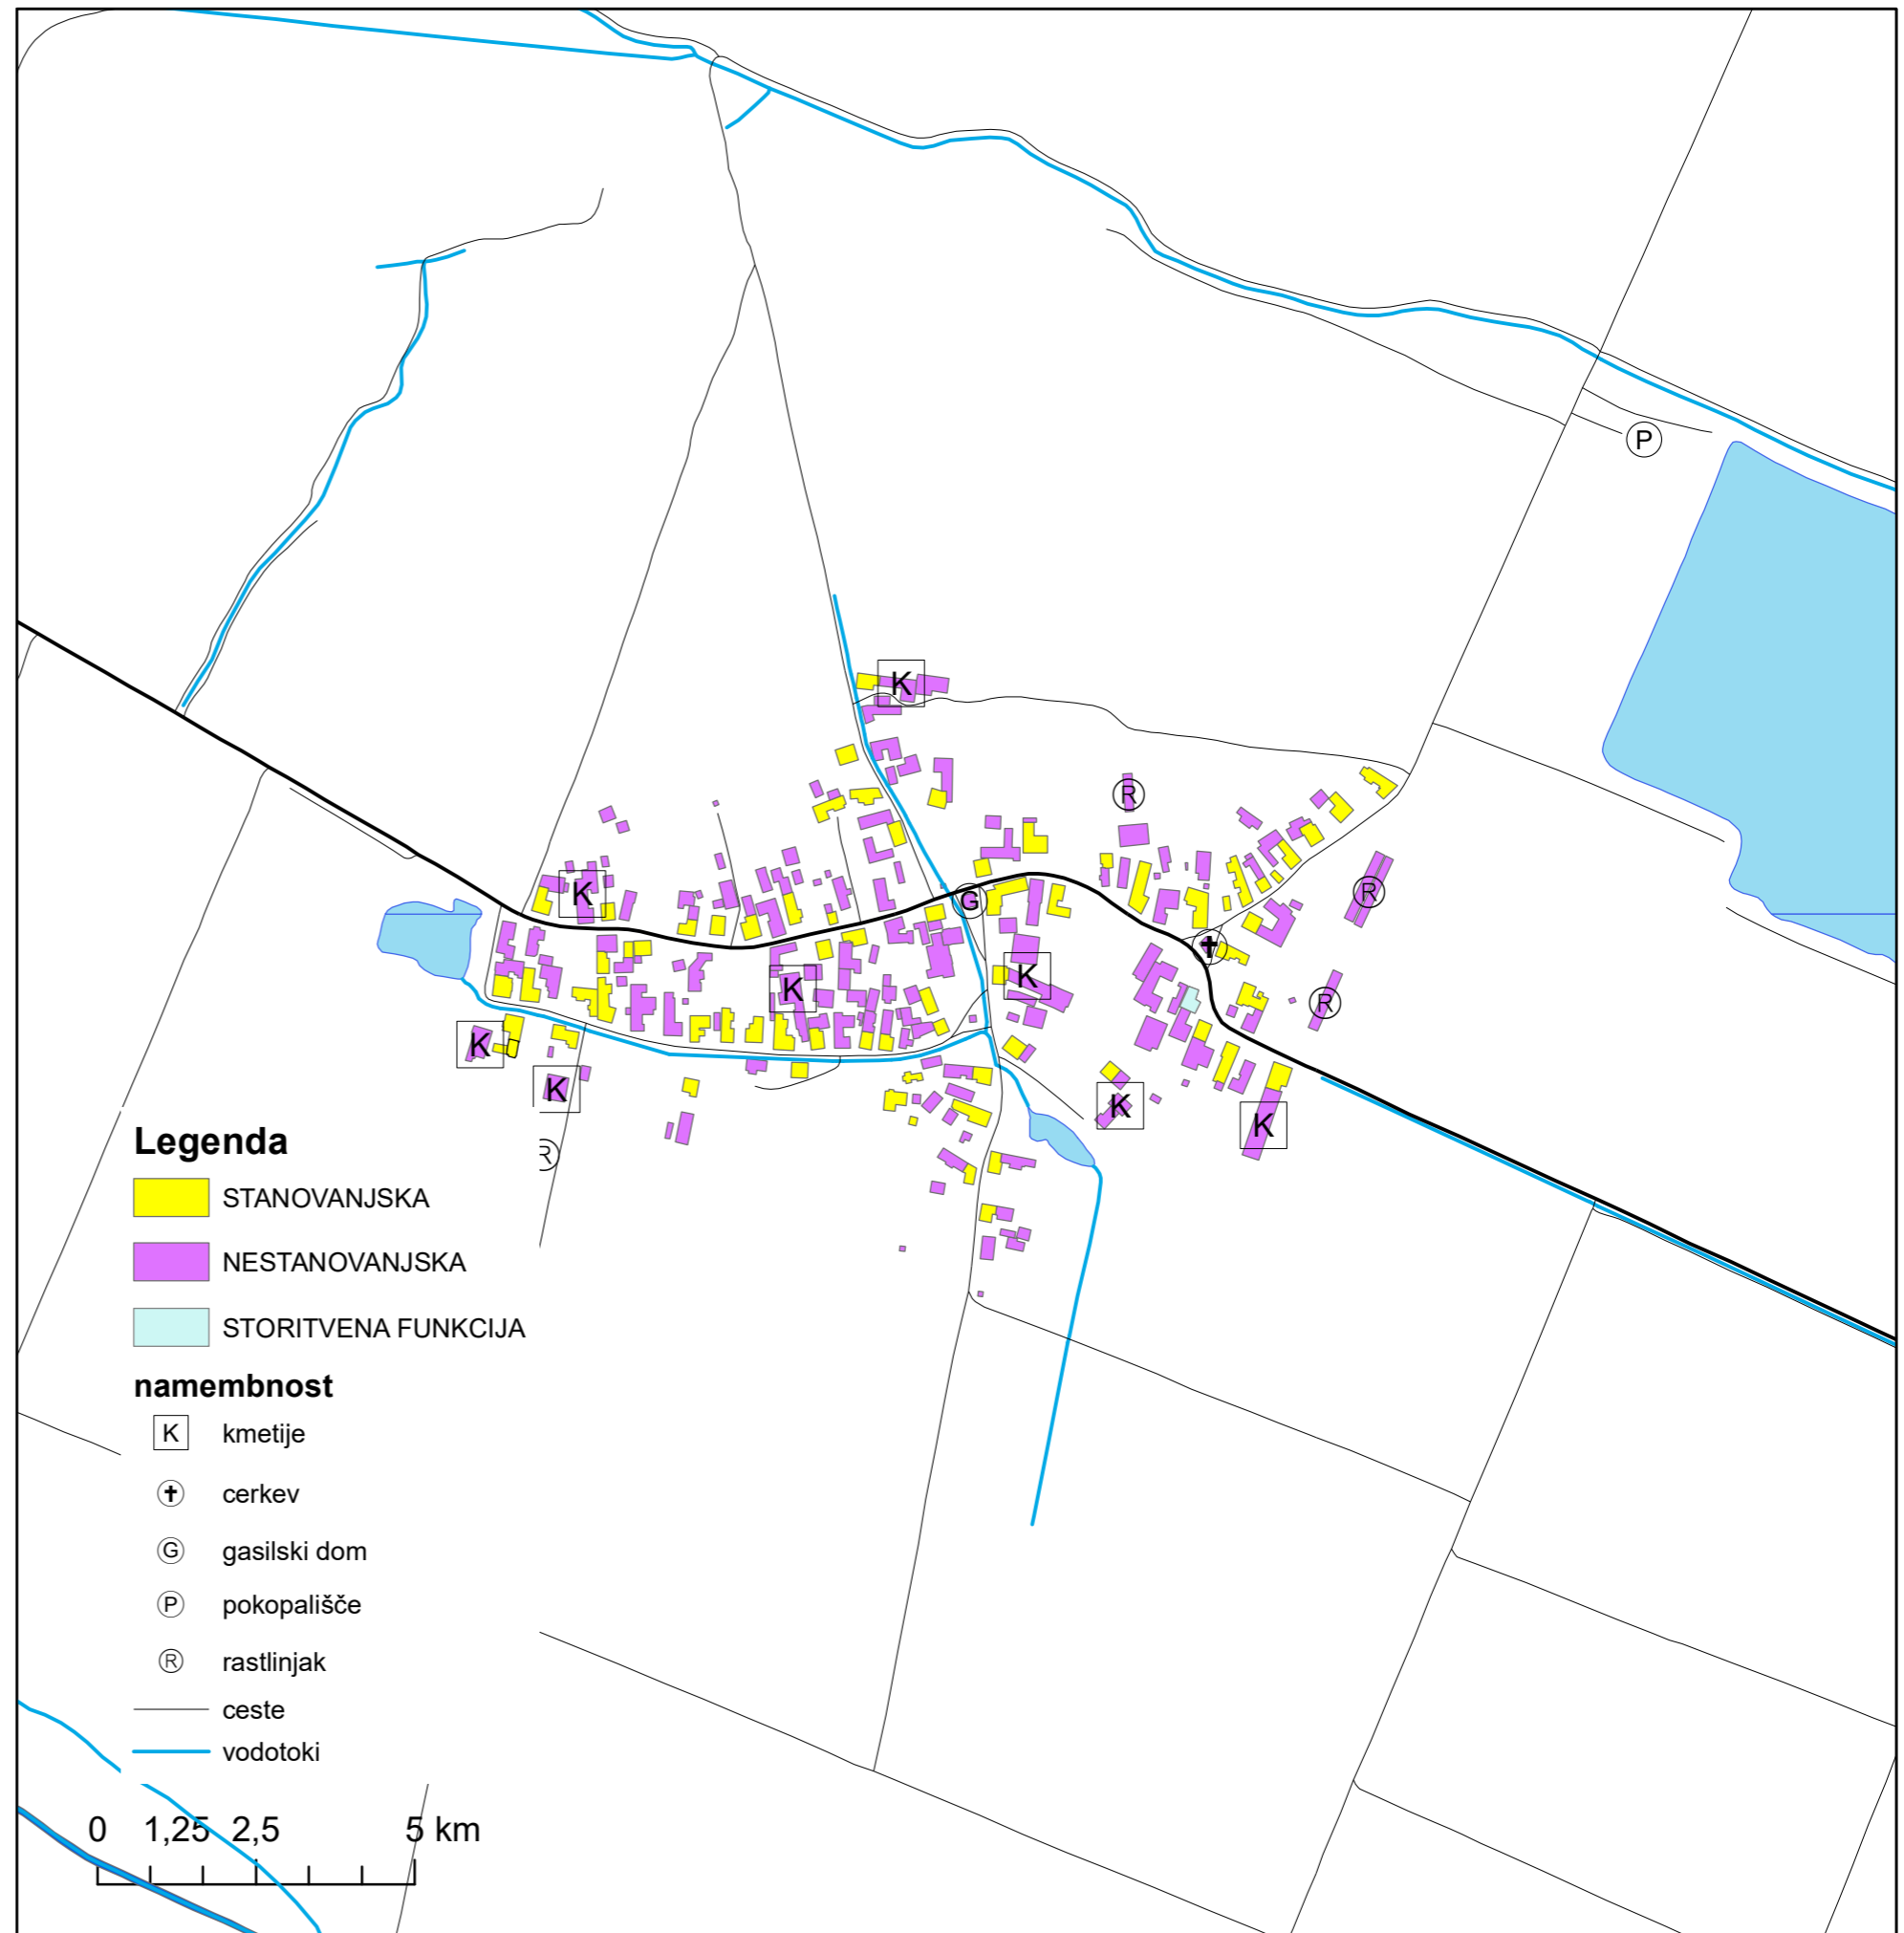 K
P
R
K
G
R
K
K
K
R
K
K
K
K
R
Legenda
STANOVANJSKA
NESTANOVANJSKA
STORITVENA FUNKCIJA
namembnost
K kmetije
cerkev
G gasilski dom
P pokopališče
R rastlinjak
ceste
vodotoki
0 1,25 2,5 5 km